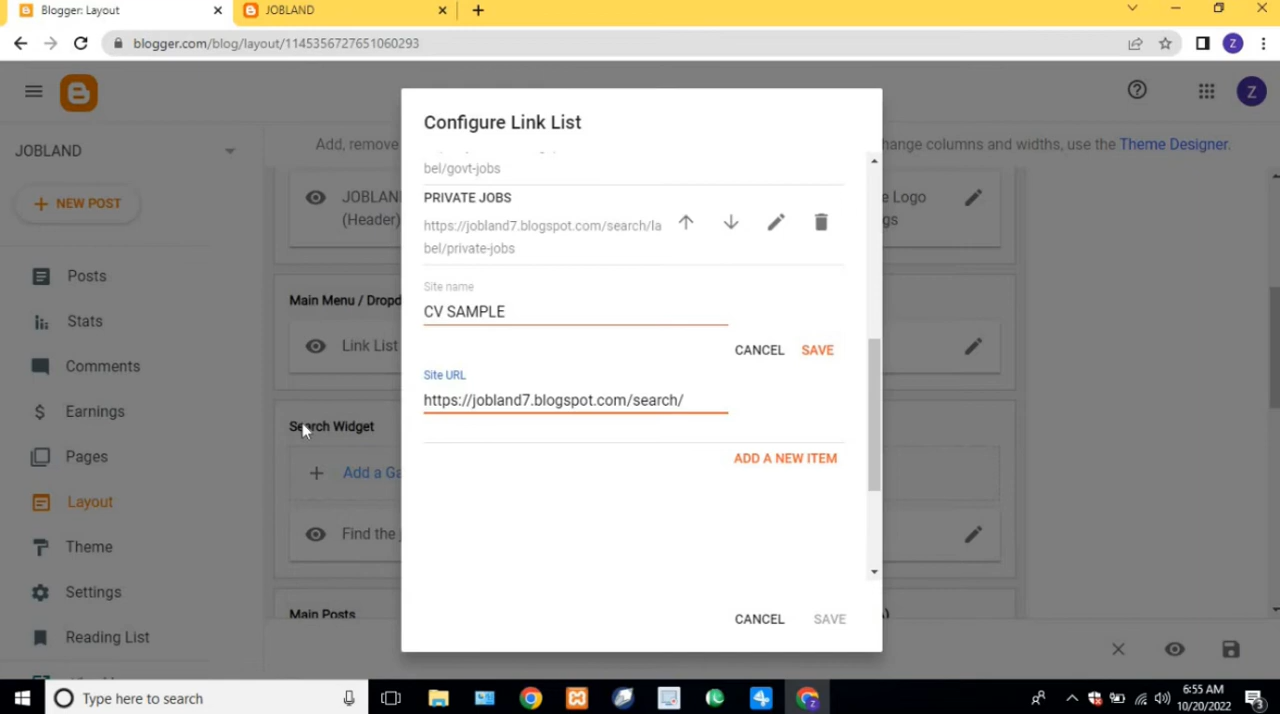 Blogger: Layout
JOBLAND
blogger.com/blog/layout/1145356727651060293
Z
JOBLAND
Add, remove
hange columns and widths, use the Theme Designer.
Z
NEW POST
Posts
Stats
Comments
Earnings
Pages
Layout
Theme
Settings
Reading List
JOBLAN
(Header)
e Logo
gs
Main Menu / Dropd
Link List
Search Widget
Add a Ga
Find the
Main Posts
Configure Link List
bel/govt-jobs
PRIVATE JOBS
https://jobland7.blogspot.com/search/la
bel/private-jobs
Site name
CV SAMPLE
CANCEL SAVE
Site URL
https://jobland7.blogspot.com/search/
ADD A NEW ITEM
CANCEL SAVE
Type here to search
6:55 AM
10/20/2022
3